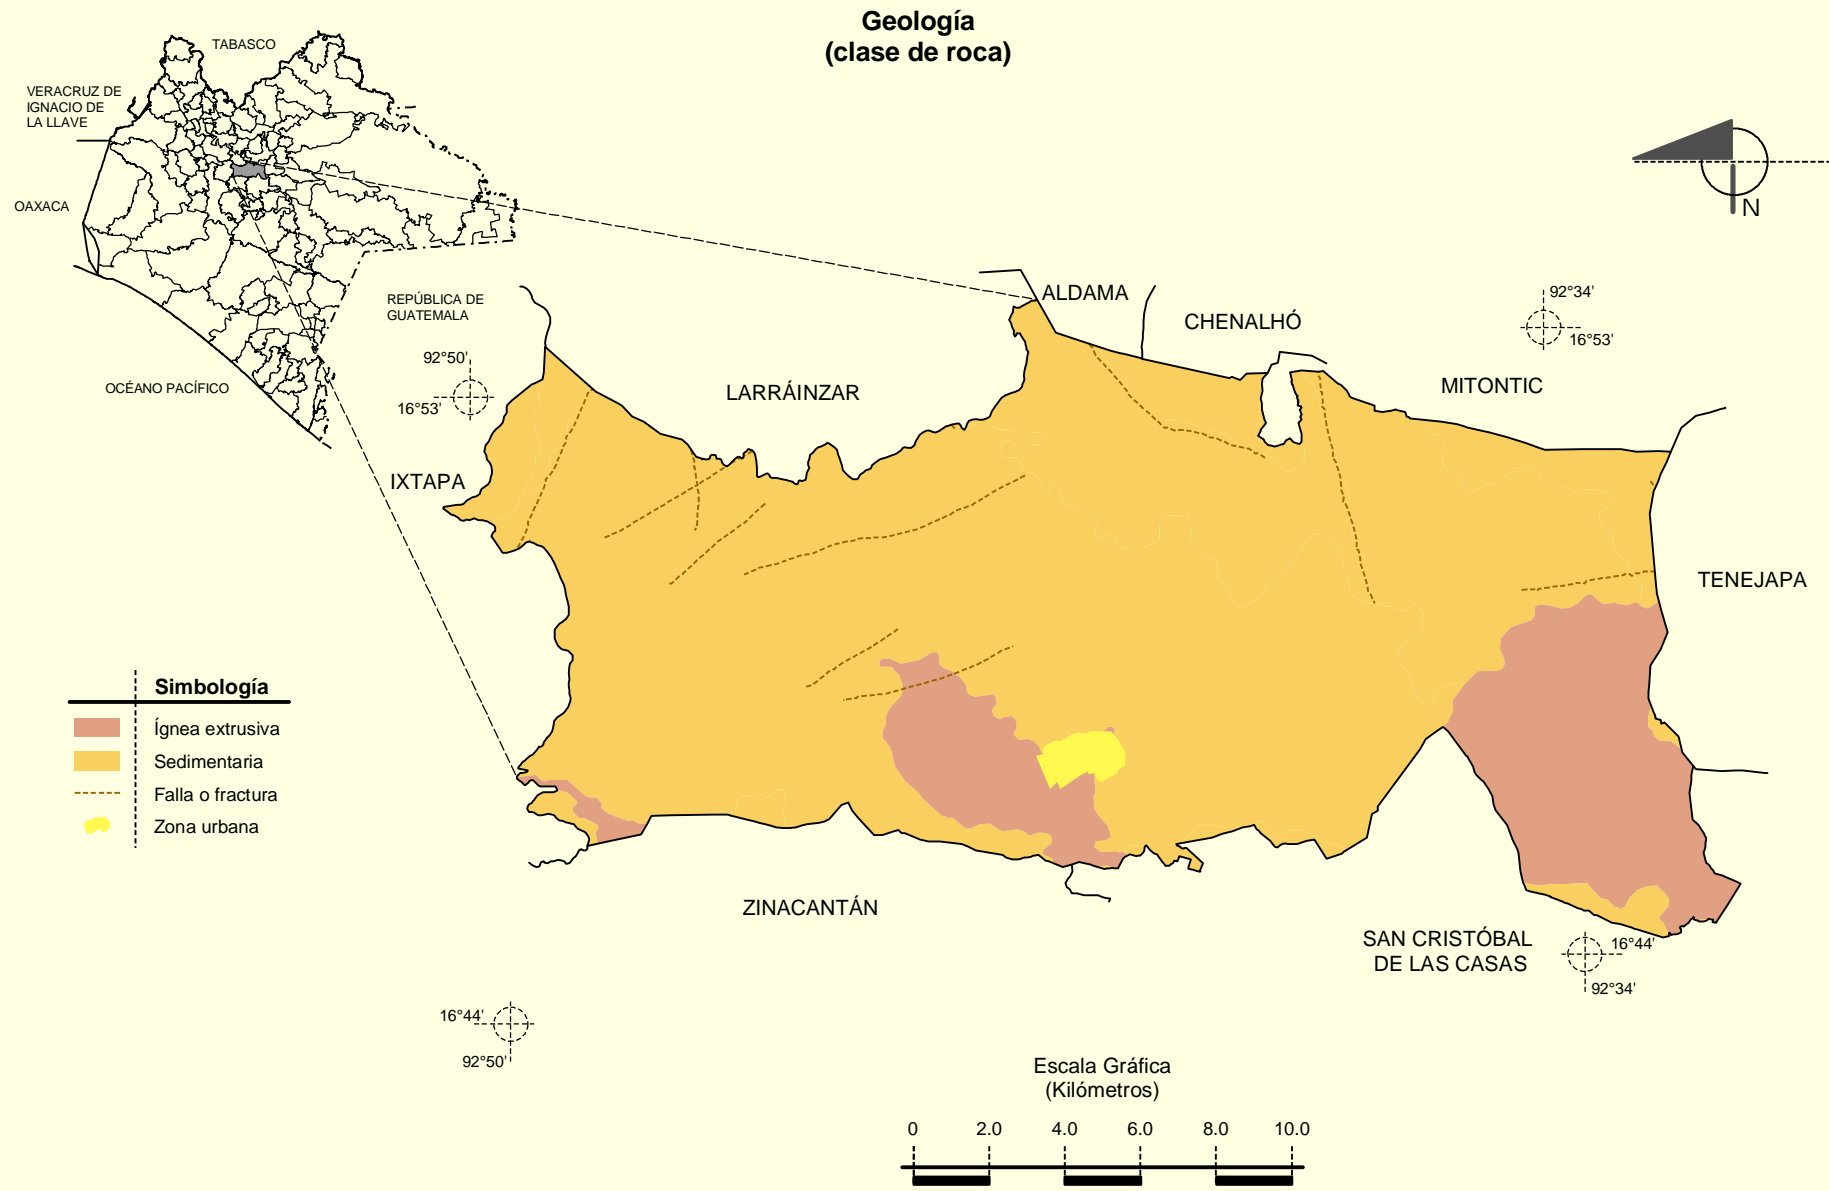 Geología
(clase de roca)
TABASCO
VERACRUZ DE
IGNACIO DE
LA LLAVE
OAXACA
REPÚBLICA DE
GUATEMALA
OCÉANO PACÍFICO
N
92°34'
16°53'
92°50'
16°53'
ALDAMA
CHENALHÓ
MITONTIC
LARRÁINZAR
IXTAPA
TENEJAPA
Simbología
Ígnea extrusiva
Sedimentaria
Falla o fractura
Zona urbana
ZINACANTÁN
SAN CRISTÓBAL
DE LAS CASAS
16°44'
92°34'
16°44'
92°50'
Escala Gráfica
(Kilómetros)
0 2.0 4.0 6.0 8.0 10.0